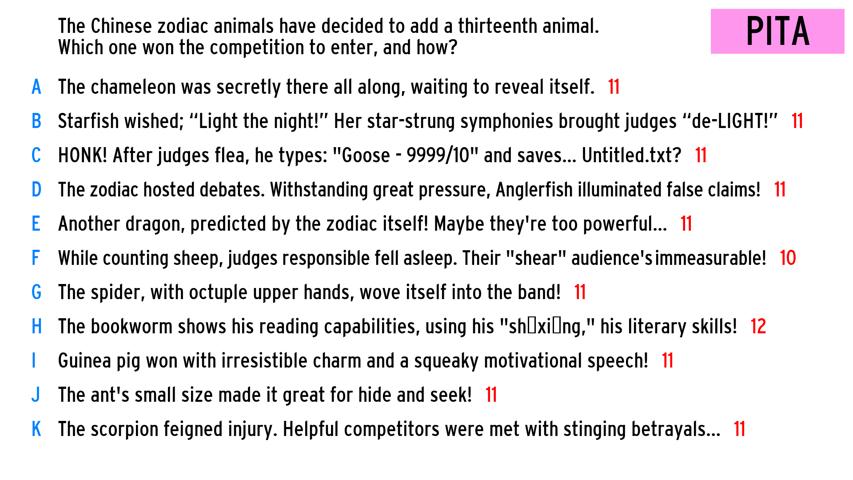 The Chinese zodiac animals have decided to add a thirteenth animal.
Which one won the competition to enter, and how?
PITA
A The chameleon was secretly there all along, waiting to reveal itself. 11
B Starfish wished; “Light the night!” Her star-strung symphonies brought judges “de-LIGHT!” 11
C HONK! After judges flea, he types: "Goose - 9999/10" and saves... Untitled.txt? 11
D The zodiac hosted debates. Withstanding great pressure, Anglerfish illuminated false claims! 11
E Another dragon, predicted by the zodiac itself! Maybe they're too powerful... 11
F While counting sheep, judges responsible fell asleep. Their "shear" audience's immeasurable! 10
G The spider, with octuple upper hands, wove itself into the band! 11
H The bookworm shows his reading capabilities, using his "sh▯xi▯ng," his literary skills! 12
I Guinea pig won with irresistible charm and a squeaky motivational speech! 11
J The ant's small size made it great for hide and seek! 11
K The scorpion feigned injury. Helpful competitors were met with stinging betrayals... 11